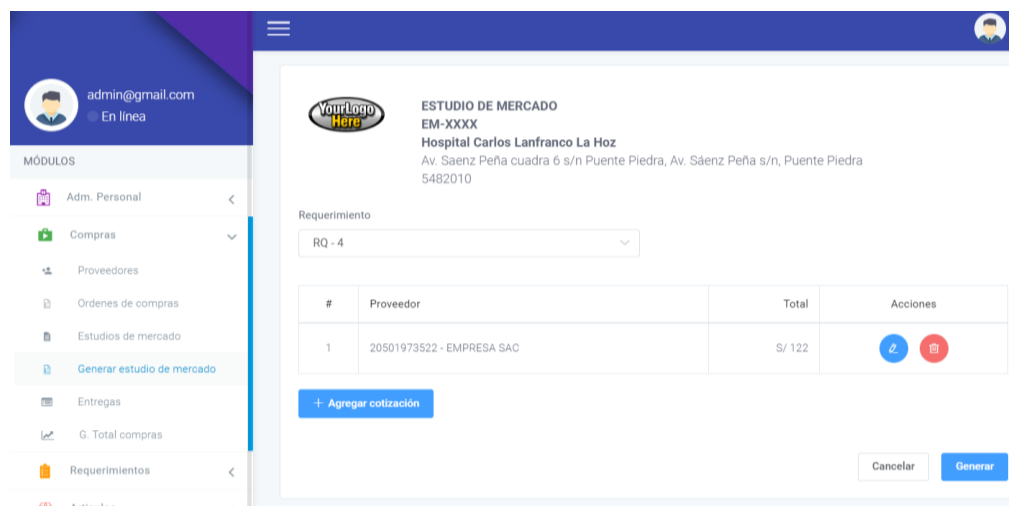 admin@gmail.com
En línea
MÓDULOS
Adm. Personal
Compras
Proveedores
Ordenes de compras
Estudios de mercado
Generar estudio de mercado
Entregas
G. Total compras
Requerimientos
YourLogo
Here
ESTUDIO DE MERCADO
EM-XXXX
Hospital Carlos Lanfranco La Hoz
Av. Saenz Peña cuadra 6 s/n Puente Piedra, Av. Sáenz Peña s/n, Puente Piedra
5482010
Requerimiento
RQ - 4
# Proveedor Total Acciones
1 20501973522 - EMPRESA SAC S/ 122
+ Agregar cotización
Cancelar Generar